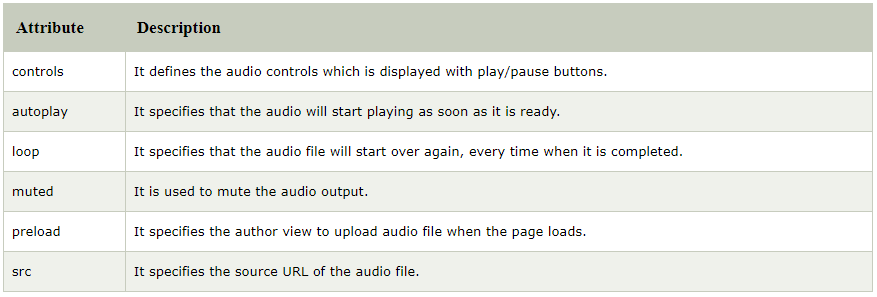 Attribute Description
controls It defines the audio controls which is displayed with play/pause buttons.
autoplay It specifies that the audio will start playing as soon as it is ready.
loop It specifies that the audio file will start over again, every time when it is completed.
muted It is used to mute the audio output.
preload It specifies the author view to upload audio file when the page loads.
src It specifies the source URL of the audio file.